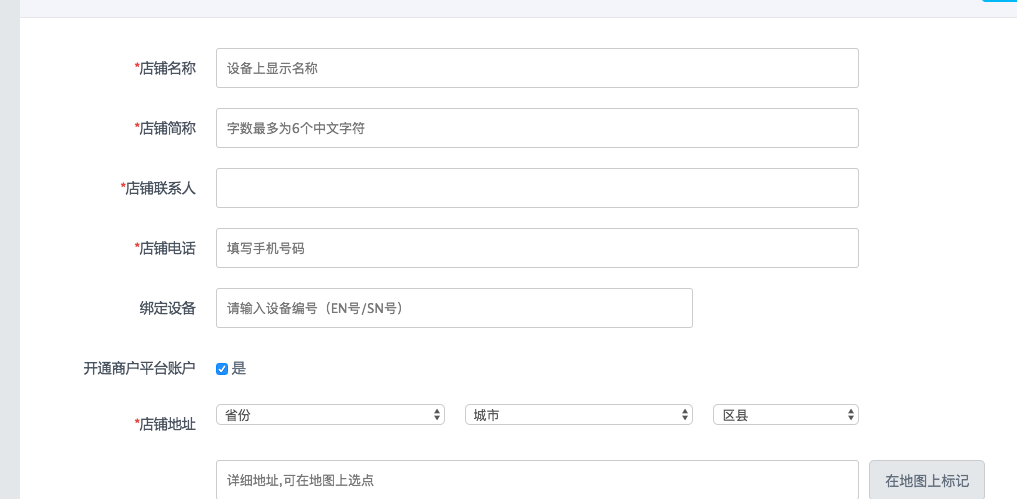 *店铺名称 设备上显示名称
*店铺简称 字数最多为6个中文字符
*店铺联系人
*店铺电话 填写手机号码
绑定设备 请输入设备编号（EN号/SN号）
开通商户平台账户 是
*店铺地址 省份 城市 区县
详细地址,可在地图上选点 在地图上标记